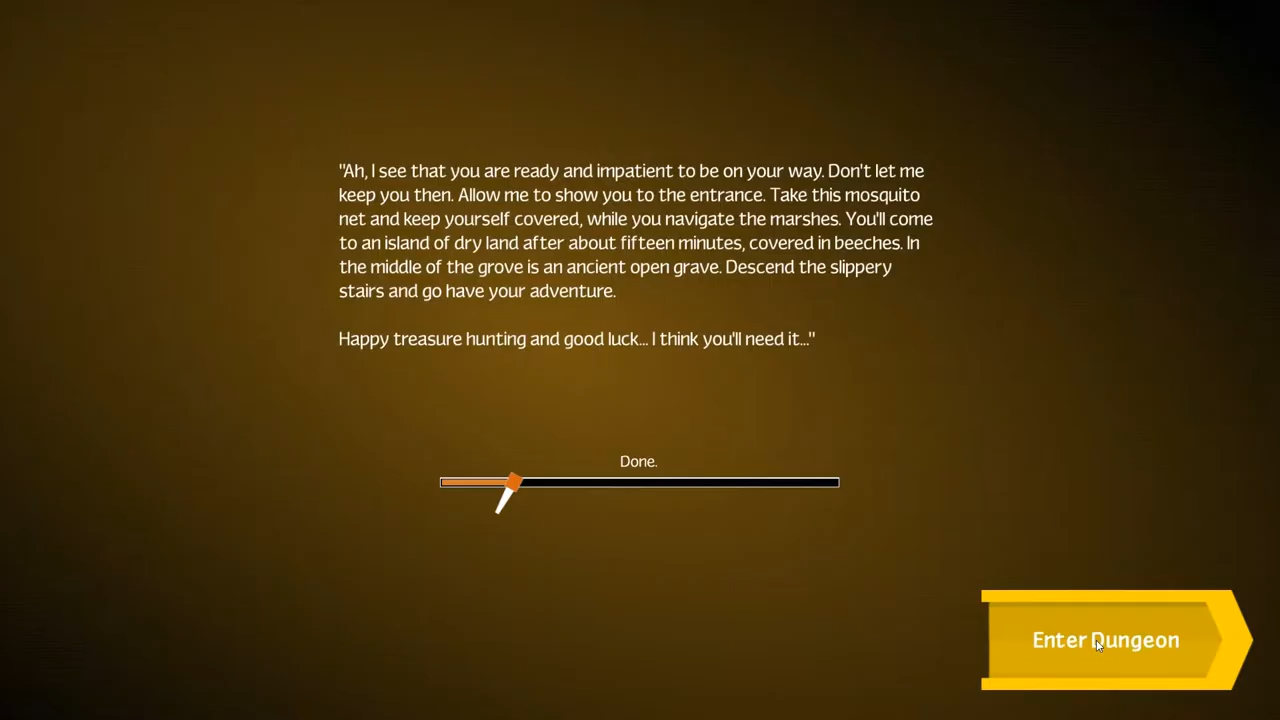 "Ah, I see that you are ready and impatient to be on your way. Don't let me
keep you then. Allow me to show you to the entrance. Take this mosquito
net and keep yourself covered, while you navigate the marshes. You'll come
to an island of dry land after about fifteen minutes, covered in beeches. In
the middle of the grove is an ancient open grave. Descend the slippery
stairs and go have your adventure.
Happy treasure hunting and good luck... I think you'll need it..."
Done.
Enter Dungeon